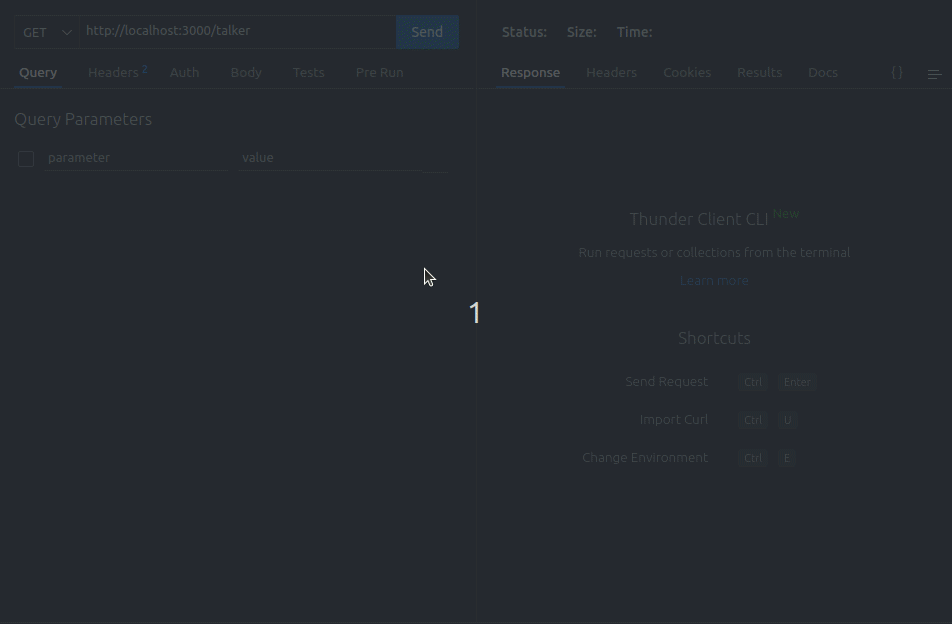 GET http://localhost:3000/talker Send
Query Headers 2 Auth Body Tests Pre Run
Query Parameters
parameter value
Status: Size: Time:
Response Headers Cookies Results Docs { }
Thunder Client CLI New
Run requests or collections from the terminal
Learn more
1
Shortcuts
Send Request Ctrl Enter
Import Curl Ctrl U
Change Environment Ctrl E